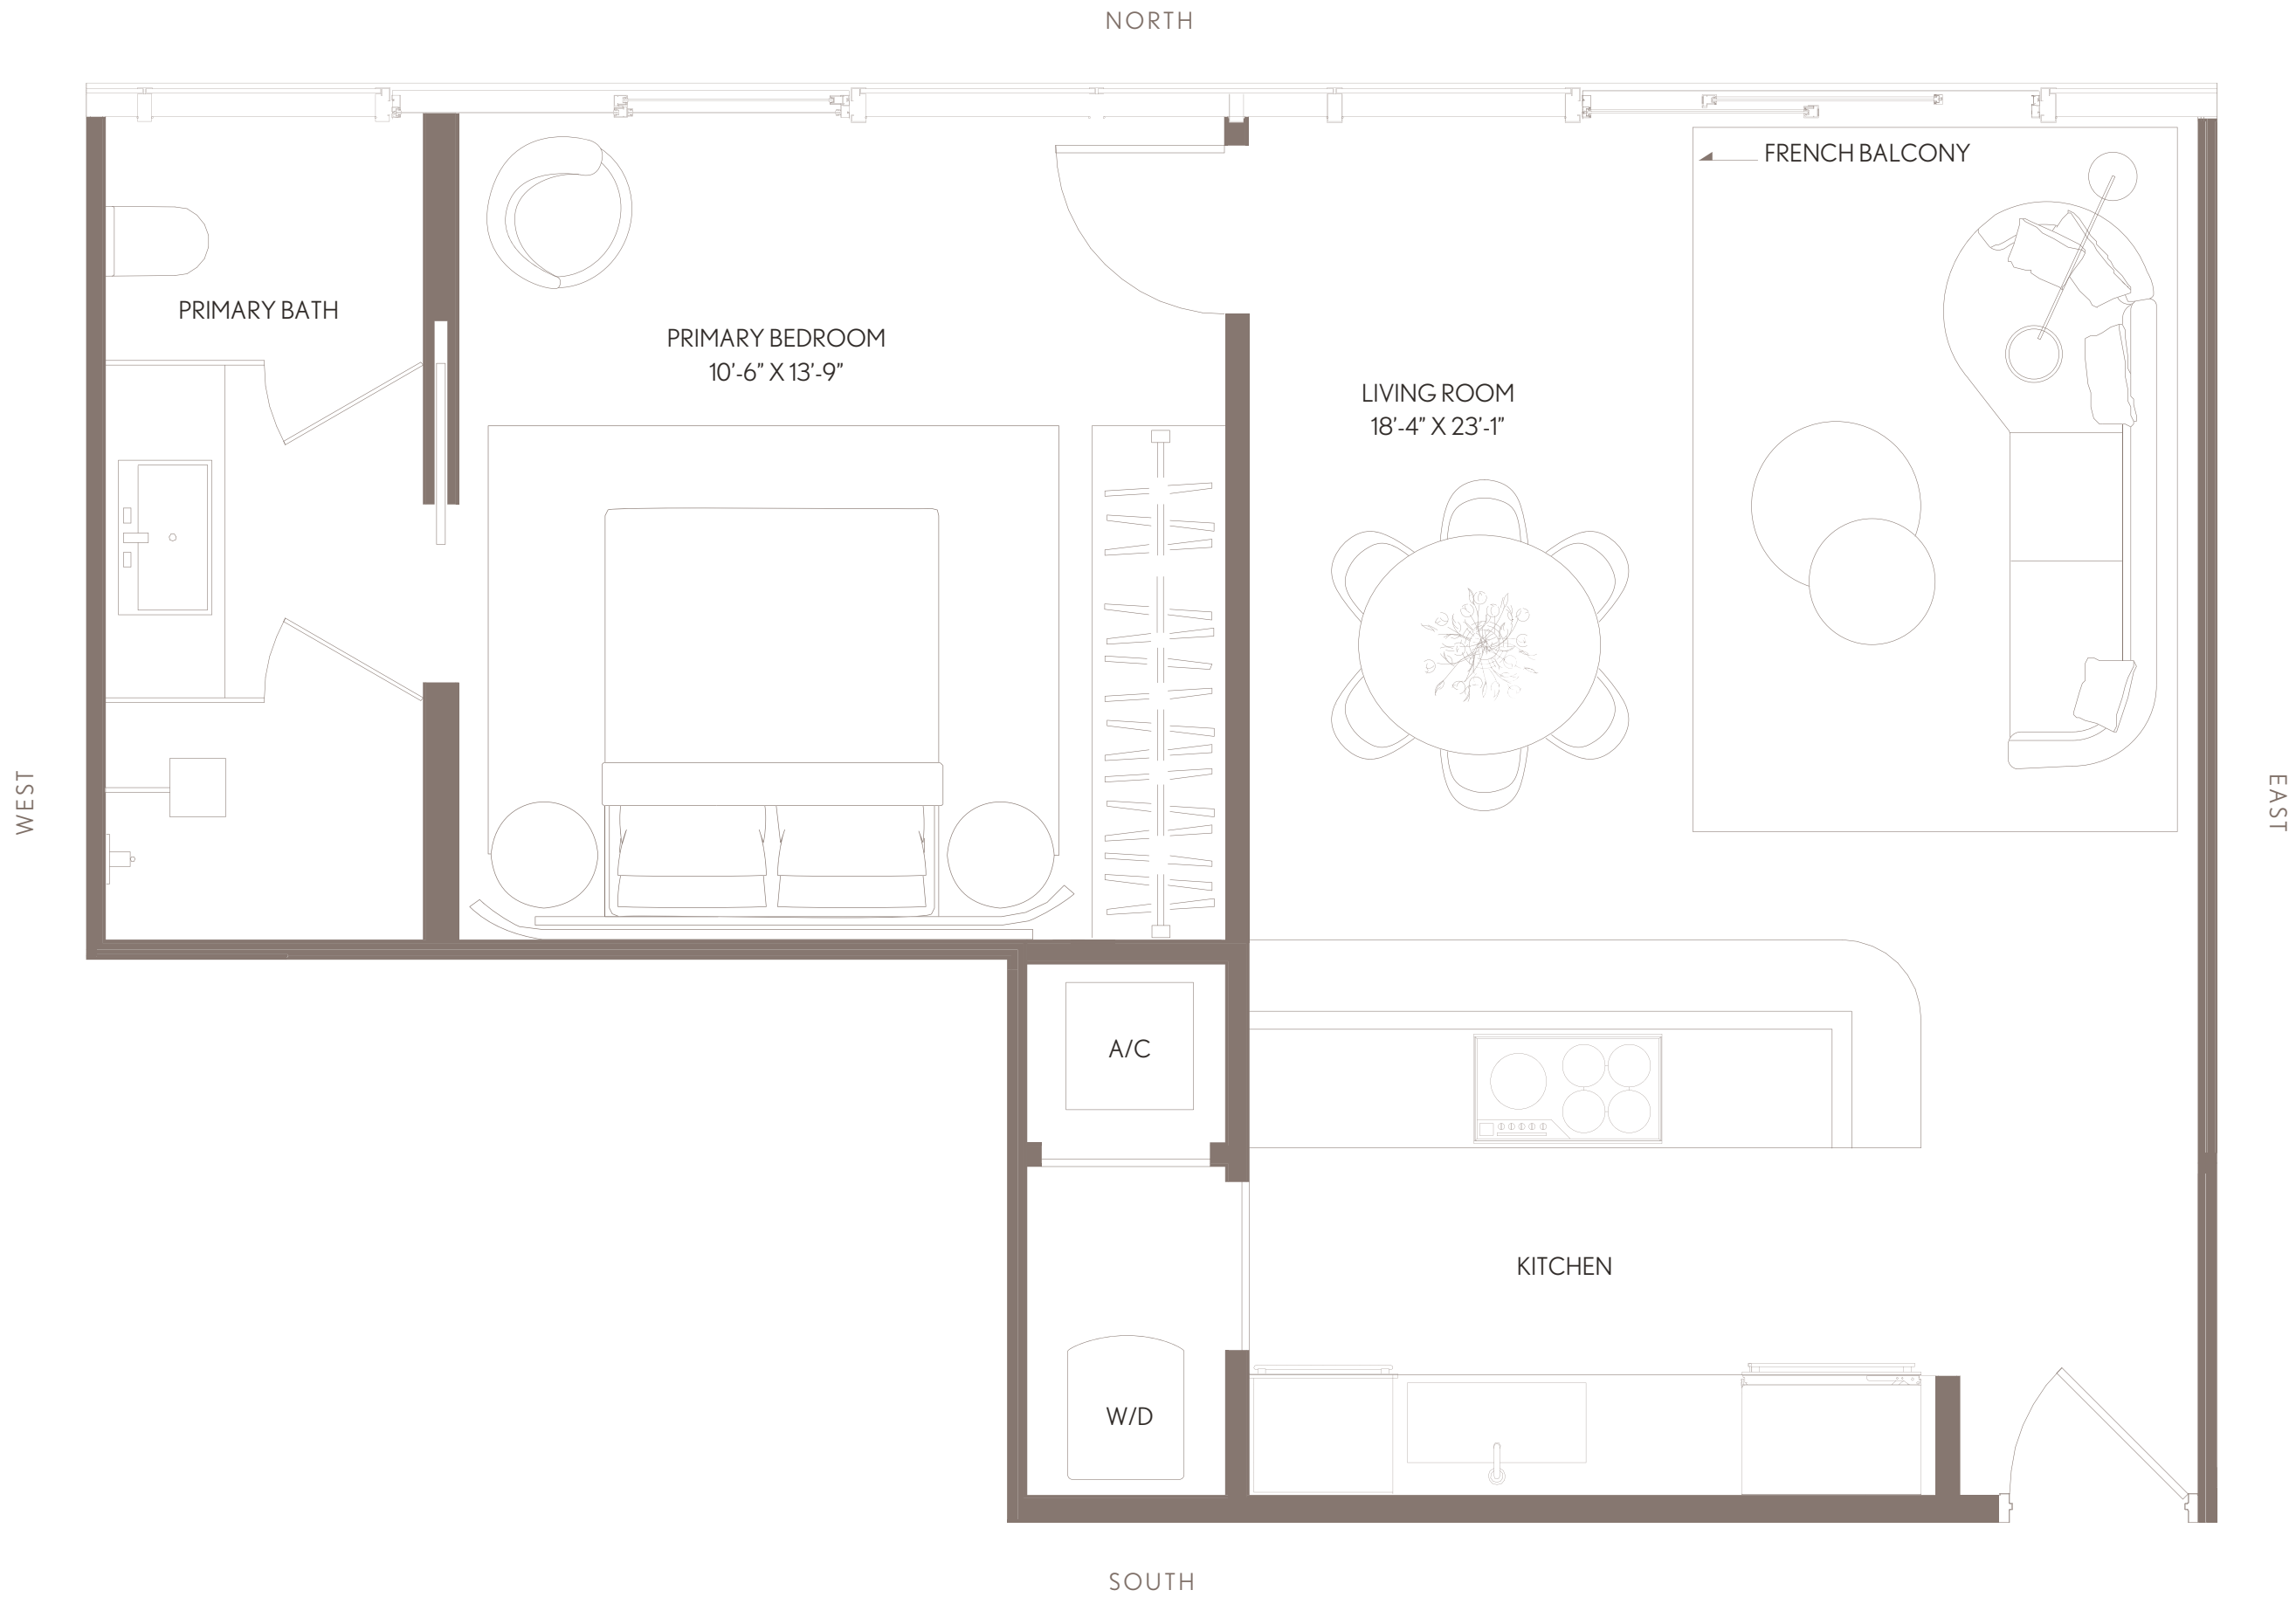 NORTH
FRENCH BALCONY
PRIMARY BATH
PRIMARY BEDROOM
10'-6" X 13'-9"
LIVING ROOM
18'-4" X 23'-1"
WEST
EAST
A/C
KITCHEN
W/D
SOUTH